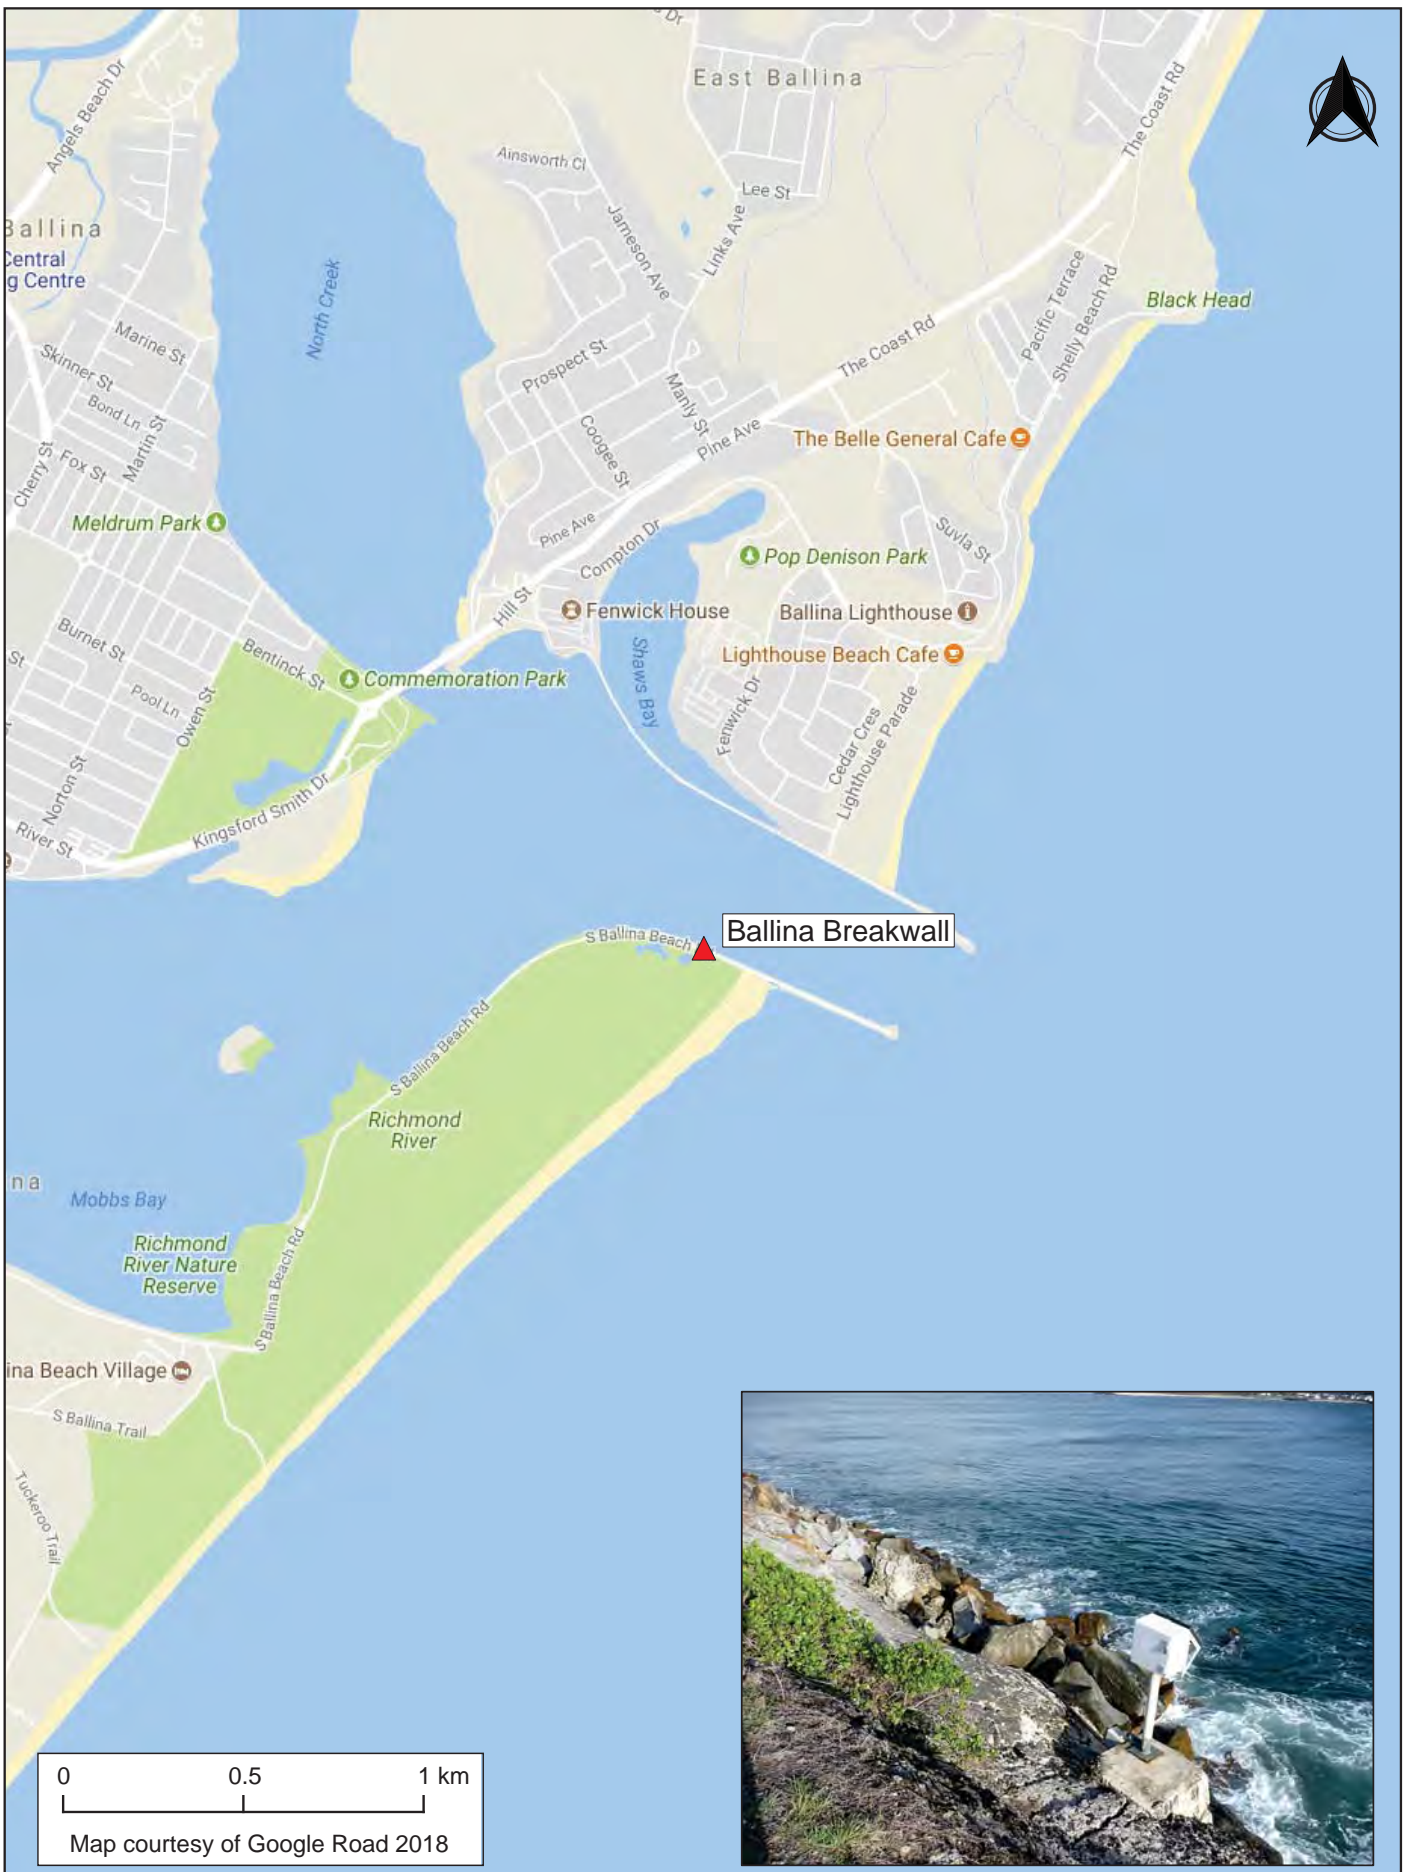 East Ballina
Angels Beach Dr
The Coast Rd
Ainsworth Cl
Lee St
Jameson Ave
Links Ave
Ballina
Central
g Centre
North Creek
Pacific Terrace
Shelly Beach Rd
Black Head
Marine St
Skinner St
Bond Ln
Martin St
Prospect St
The Coast Rd
Manly St
Pine Ave
Coogee St
The Belle General Cafe
Cherry St
Fox St
Meldrum Park
Pine Ave
Compton Dr
Suvla St
Pop Denison Park
Hill St
Fenwick House
Ballina Lighthouse
Burnet St
Bentinck St
Shaws Bay
Lighthouse Beach Cafe
St
Commemoration Park
Pool Ln
Owen St
Fenwick Dr
Cedar Cres
Lighthouse Parade
Norton St
Kingsford Smith Dr
River St
S Ballina Beach
Ballina Breakwall
S Ballina Beach Rd
Richmond
River
na
Mobbs Bay
Richmond
River Nature
Reserve
S Ballina Beach Rd
ina Beach Village
S Ballina Trail
Tuckeroo Trail
0 0.5 1 km
Map courtesy of Google Road 2018